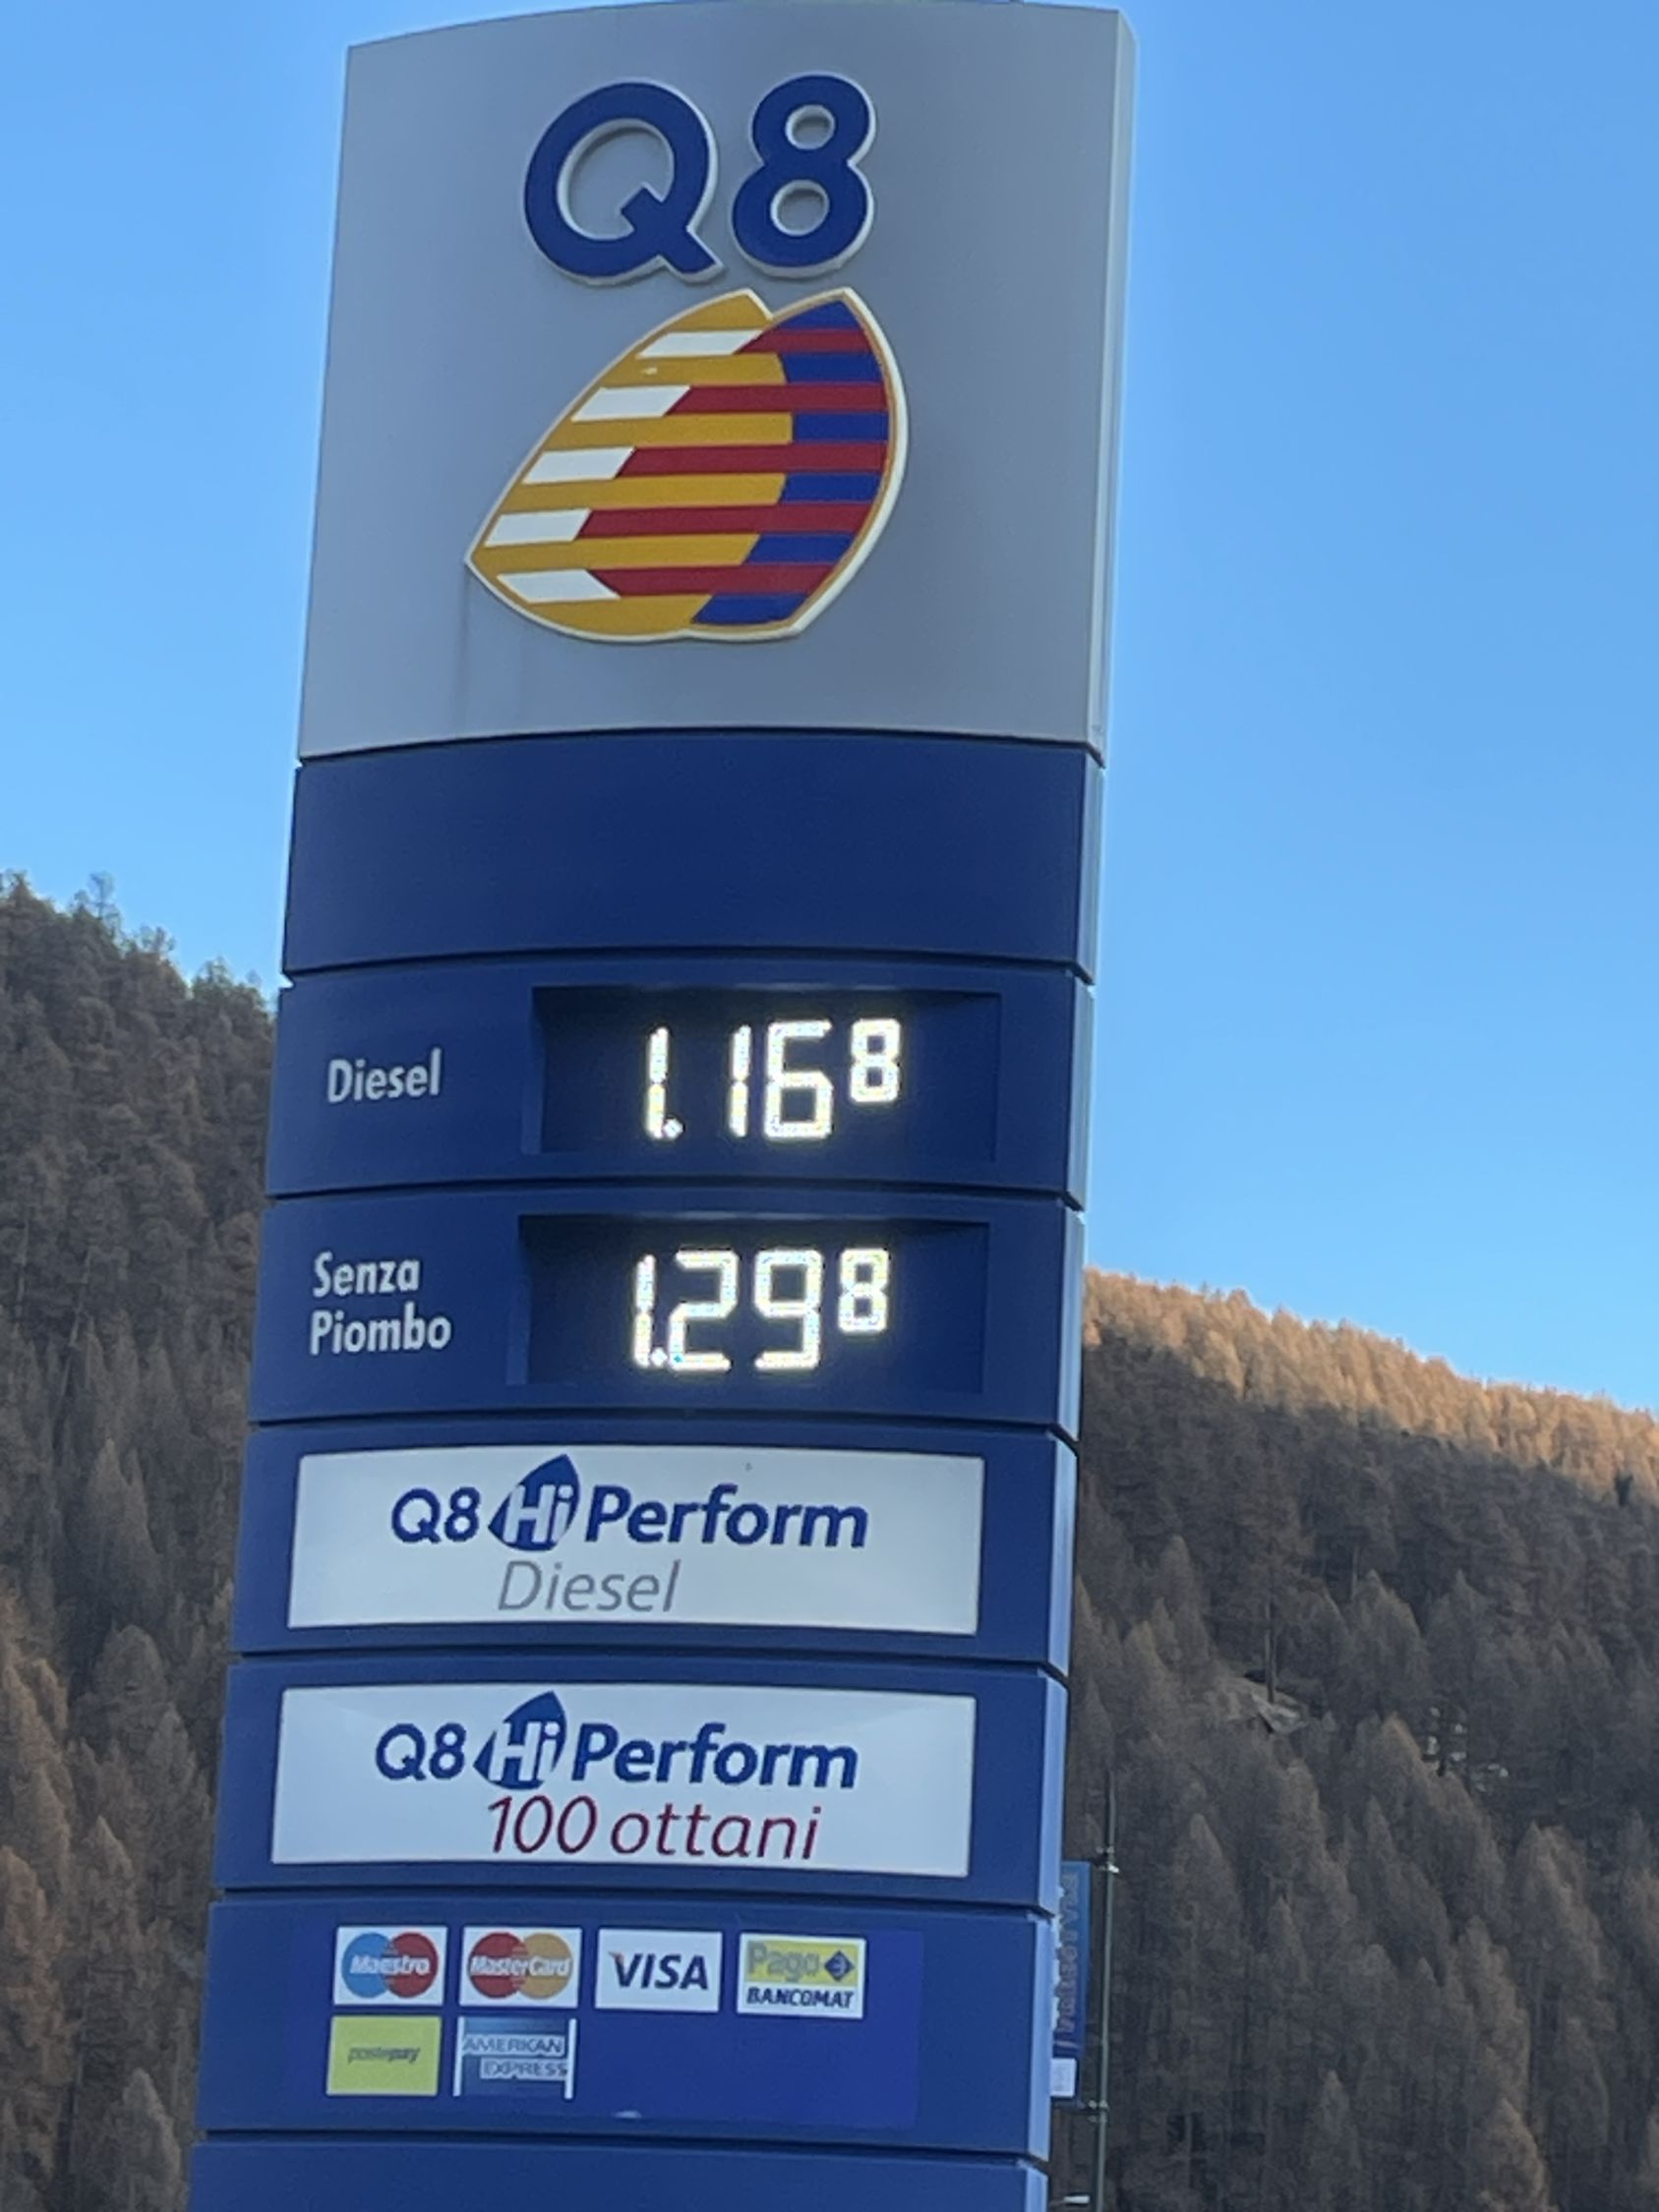 Q8
Diesel 1.168
Senza
Piombo 1.298
Q8 Hi Perform
Diesel
Q8 Hi Perform
100 ottani
Maestro MasterCard VISA Pago BANCOMAT
postepay AMERICAN EXPRESS